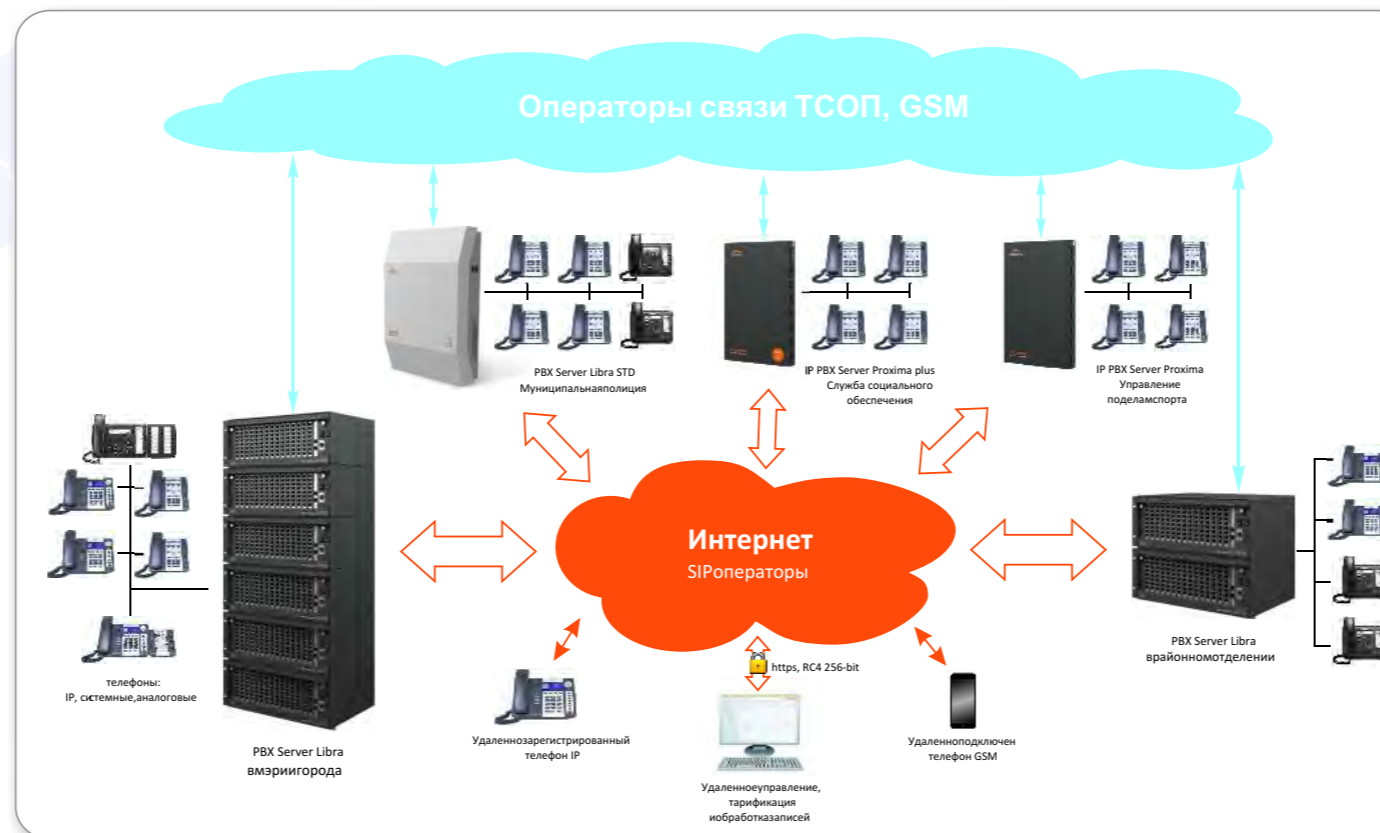 Операторы связи ТСОП, GSM
PBX Server Libra STD
Муниципальнаяполиция
IP PBX Server Proxima plus
Служба социального
обеспечения
IP PBX Server Proxima
Управление
поделамспорта
Интернет
SIPоператоры
PBX Server Libra
врайонномотделении
телефоны:
IP, системные,аналоговые
PBX Server Libra
вмэриигорода
Удаленнозарегистрированный
телефон IP
https, RC4 256-bit
Удаленноеуправление,
тарификация
иобработказаписей
Удаленноподключен
телефон GSM